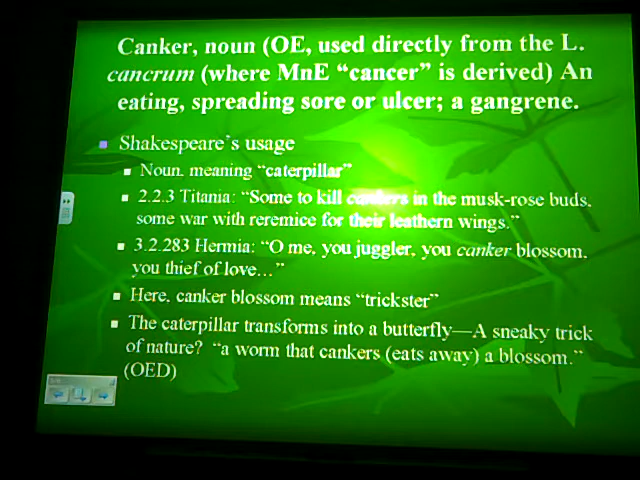 Canker, noun (OE, used directly from the L.
cancrum (where MnE “cancer” is derived) An
eating, spreading sore or ulcer; a gangrene.
Shakespeare's usage
Noun, meaning “caterpillar”
2.2.3 Titania: “Some to kill cankers in the musk-rose buds,
some war with reremice for their leathern wings.”
3.2.283 Hermia: “O me, you juggler, you canker blossom,
you thief of love…”
Here, canker blossom means “trickster”
The caterpillar transforms into a butterfly—A sneaky trick
of nature? “a worm that cankers (eats away) a blossom.”
(OED)